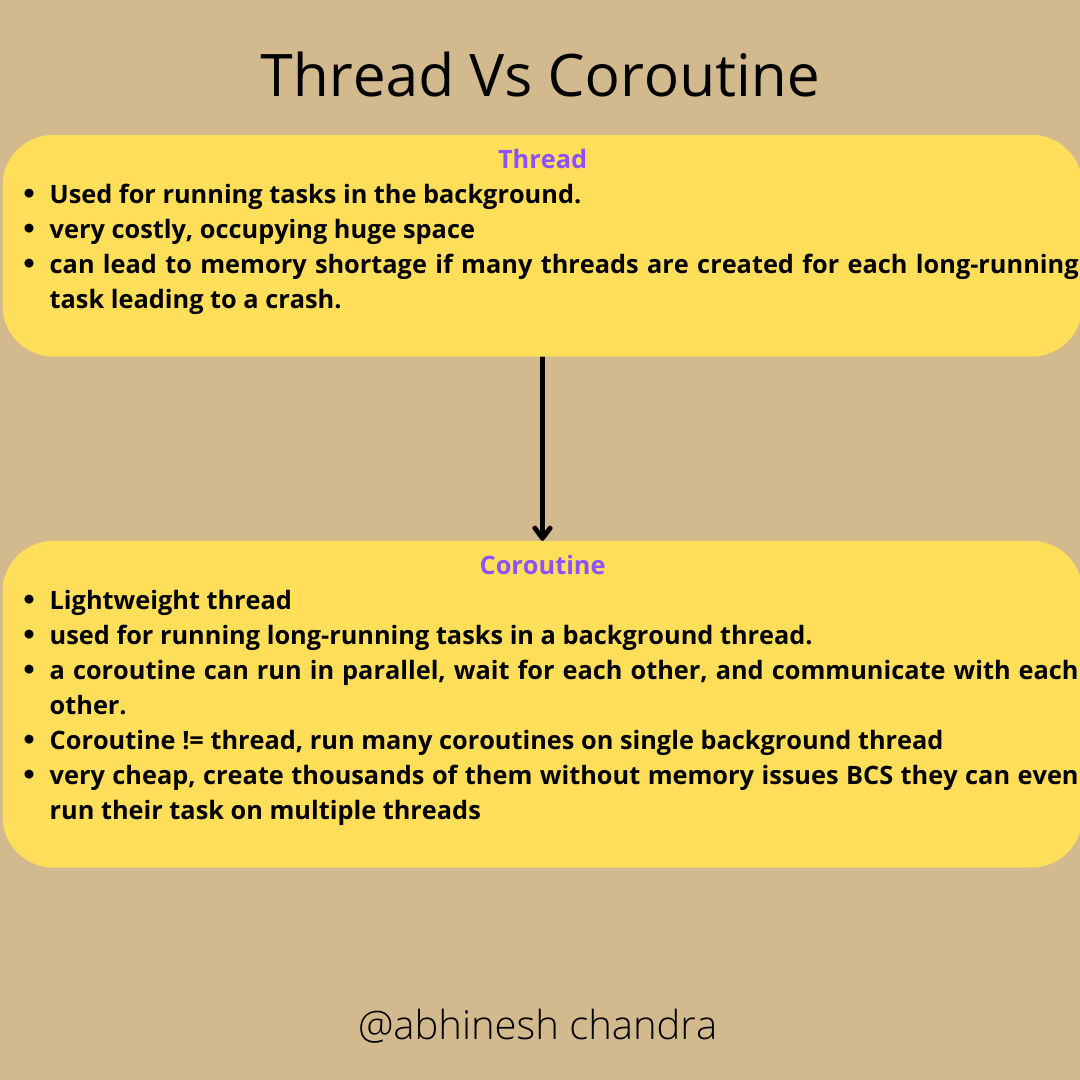 Thread Vs Coroutine
Thread
• Used for running tasks in the background.
• very costly, occupying huge space
• can lead to memory shortage if many threads are created for each long-running
task leading to a crash.
Coroutine
• Lightweight thread
• used for running long-running tasks in a background thread.
• a coroutine can run in parallel, wait for each other, and communicate with each
other.
• Coroutine != thread, run many coroutines on single background thread
• very cheap, create thousands of them without memory issues BCS they can even
run their task on multiple threads
@abhinesh chandra